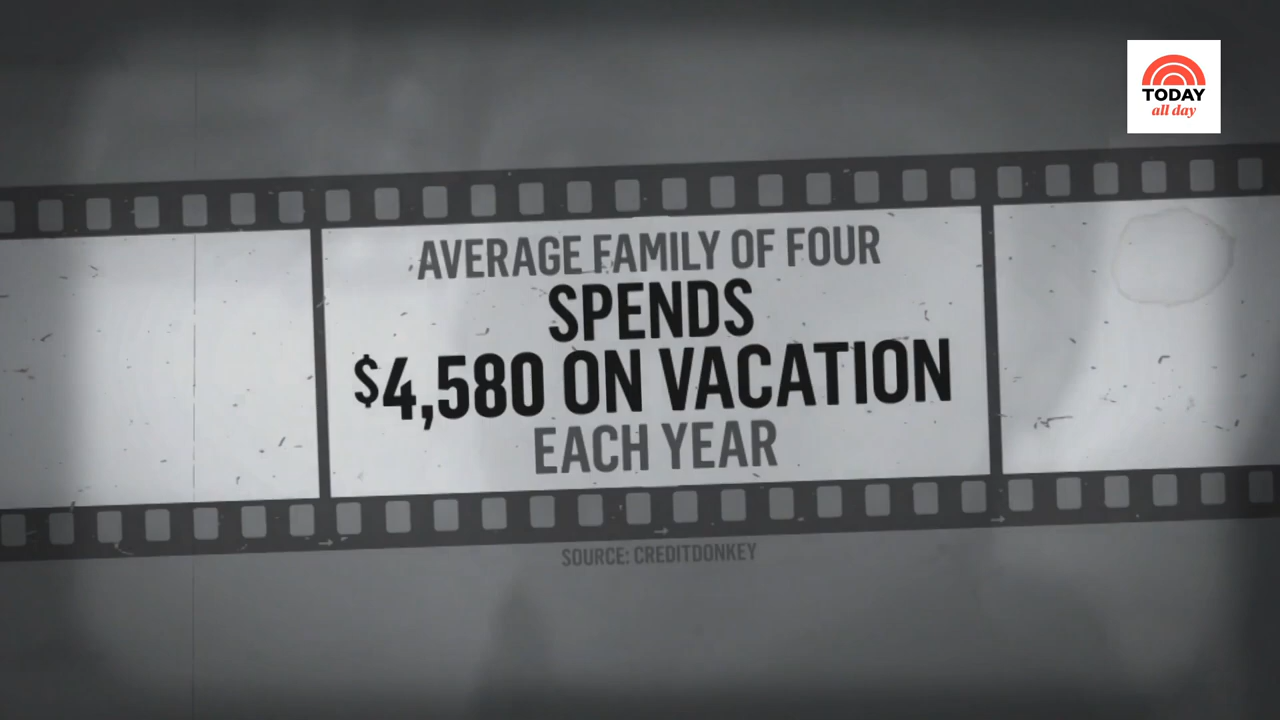 TODAY
all day
AVERAGE FAMILY OF FOUR
SPENDS
$4,580 ON VACATION
EACH YEAR
SOURCE: CREDITDONKEY